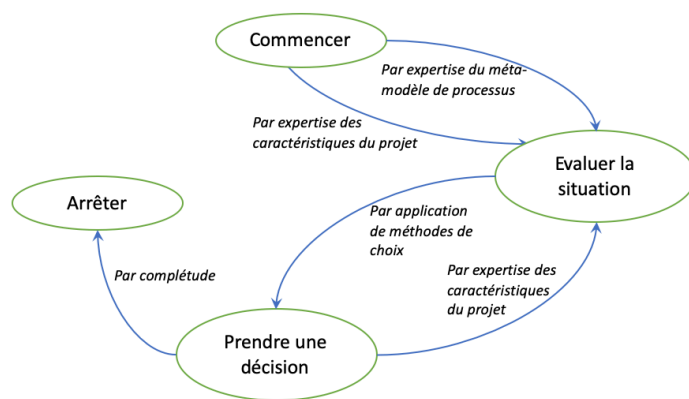 Commencer
Par expertise du méta-
modèle de processus
Par expertise des
caractéristiques du projet
Evaluer la
situation
Arrêter
Par application
de méthodes de
choix
Par expertise des
caractéristiques
du projet
Par complétude
Prendre une
décision